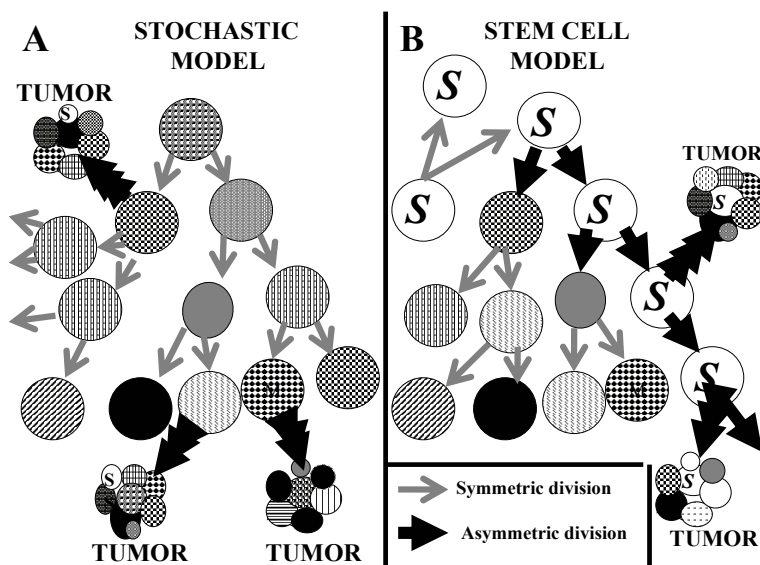 A
STOCHASTIC
MODEL
TUMOR
S
M
S
TUMOR
TUMOR
B
STEM CELL
MODEL
S
S
S
S
TUMOR
S
S
M
S
S
TUMOR
Symmetric division
Asymmetric division